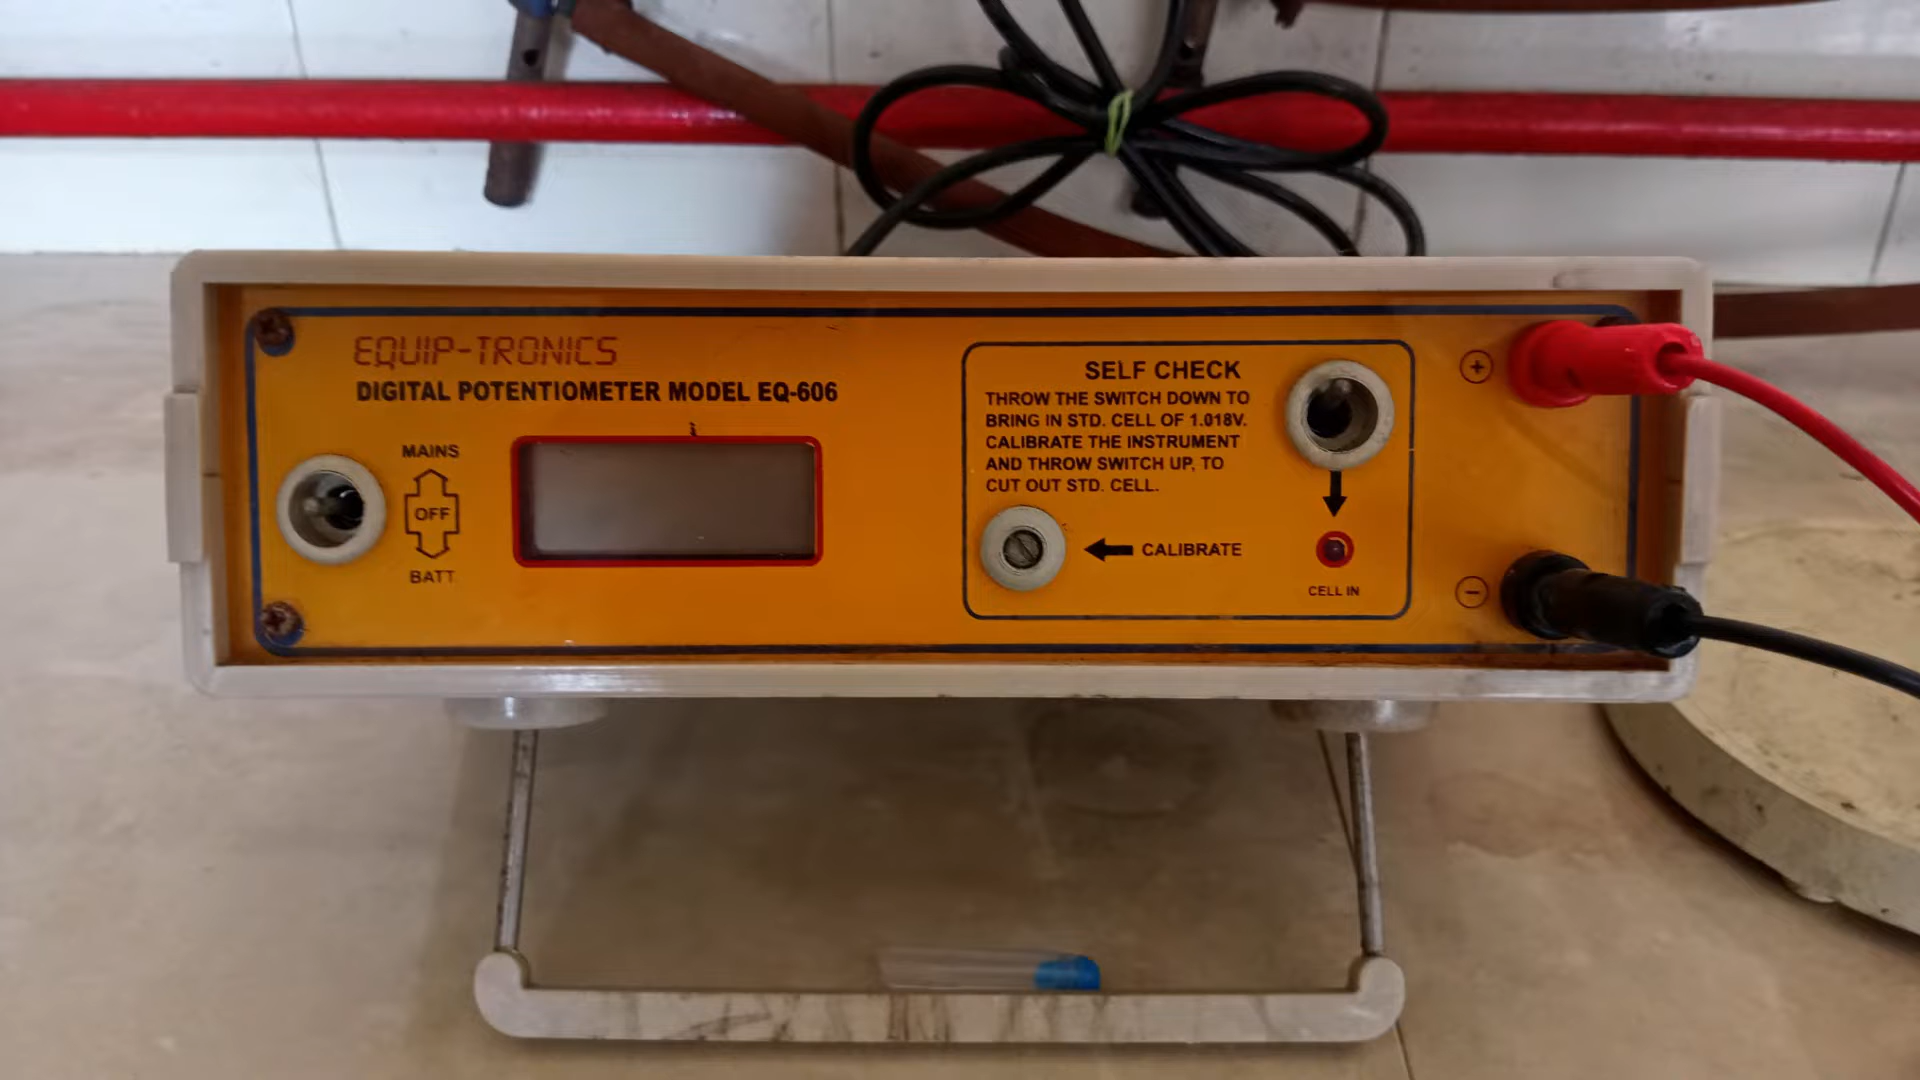 EQUIP-TRONICS
DIGITAL POTENTIOMETER MODEL EQ-606
MAINS
OFF
BATT
SELF CHECK
THROW THE SWITCH DOWN TO
BRING IN STD. CELL OF 1.018V.
CALIBRATE THE INSTRUMENT
AND THROW SWITCH UP, TO
CUT OUT STD. CELL.
CALIBRATE
CELL IN
+
−